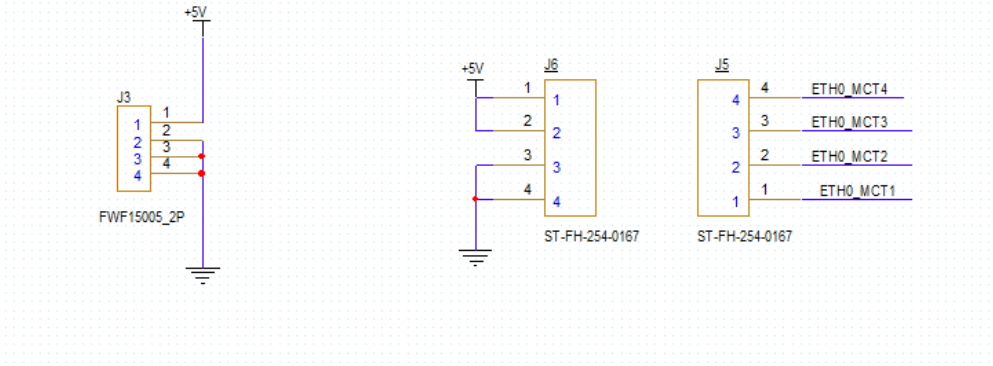 +5V
J3
1
1
2
2
3
3
4
4
FWF15005_2P
+5V
J6
1
1
2
2
3
3
4
4
ST-FH-254-0167
J5
4
4
ETH0_MCT4
3
3
ETH0_MCT3
2
2
ETH0_MCT2
1
1
ETH0_MCT1
ST-FH-254-0167